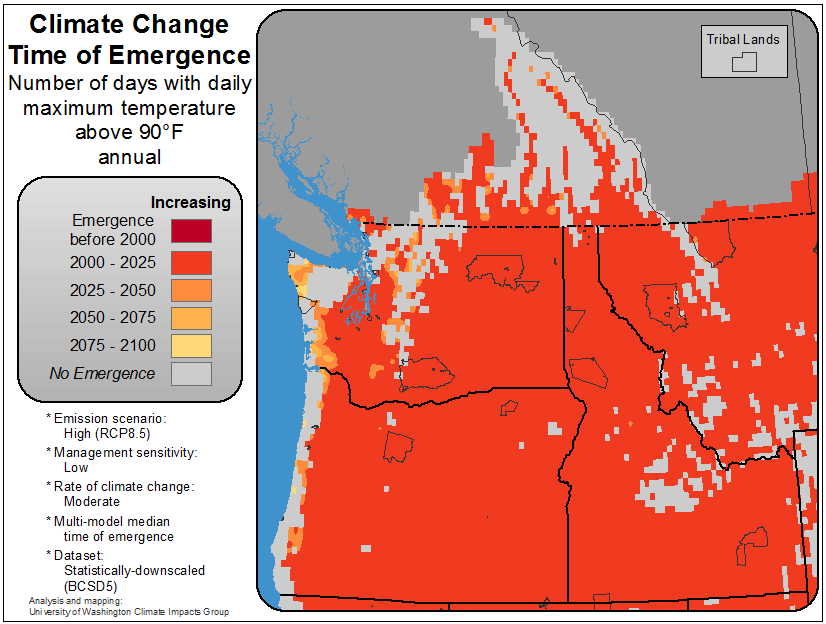 Climate Change
Time of Emergence
Number of days with daily
maximum temperature
above 90°F
annual
Increasing
Emergence
before 2000
2000 - 2025
2025 - 2050
2050 - 2075
2075 - 2100
No Emergence
* Emission scenario:
High (RCP8.5)
* Management sensitivity:
Low
* Rate of climate change:
Moderate
* Multi-model median
time of emergence
* Dataset:
Statistically-downscaled
(BCSD5)
Analysis and mapping:
University of Washington Climate Impacts Group
Tribal Lands